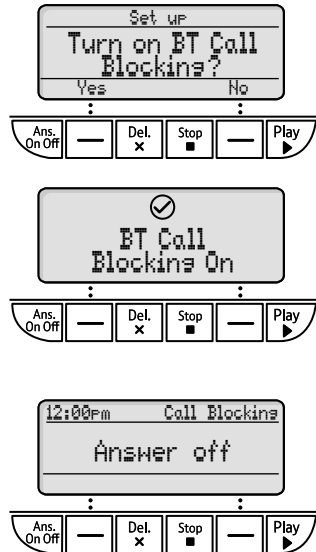 Set up
Turn on BT Call
Blocking?
Yes No
Ans.
On Off
Del.
Stop
Play
BT Call
Blocking On
Ans.
On Off
Del.
Stop
Play
12:00pm Call Blocking
Answer off
Ans.
On Off
Del.
Stop
Play